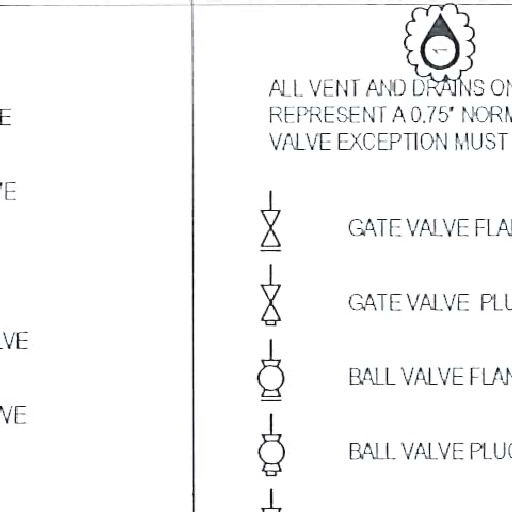 ALL VENT AND DRAINS ON
REPRESENT A 0.75" NORM
VALVE EXCEPTION MUST
GATE VALVE FLA
GATE VALVE PLU
LVE
BALL VALVE FLAN
BALL VALVE PLUG